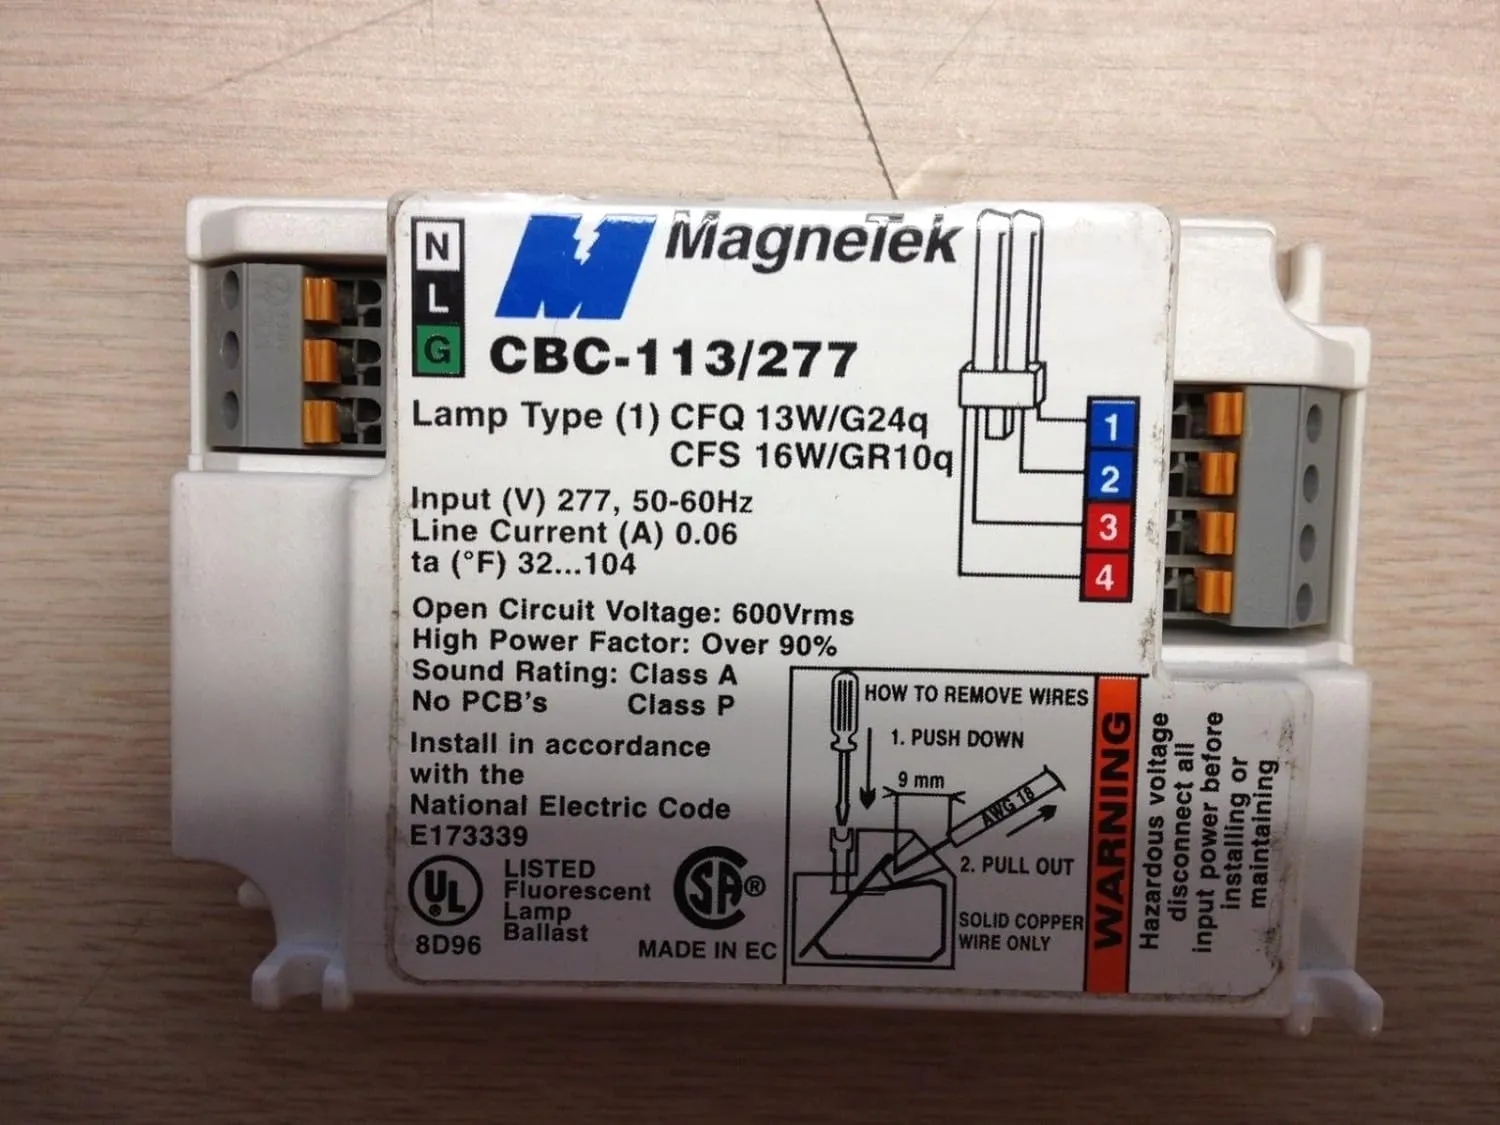 N
L
G
MagneTek
CBC-113/277
Lamp Type (1) CFQ 13W/G24q
CFS 16W/GR10q
Input (V) 277, 50-60Hz
Line Current (A) 0.06
ta (°F) 32...104
Open Circuit Voltage: 600Vrms
High Power Factor: Over 90%
Sound Rating: Class A
No PCB's Class P
Install in accordance
with the
National Electric Code
E173339
UL
®
LISTED
Fluorescent
Lamp
Ballast
8D96
SA ®
MADE IN EC
1
2
3
4
HOW TO REMOVE WIRES
1. PUSH DOWN
9 mm
AWG 18
2. PULL OUT
SOLID COPPER
WIRE ONLY
WARNING
Hazardous voltage
disconnect all
input power before
installing or
maintaining